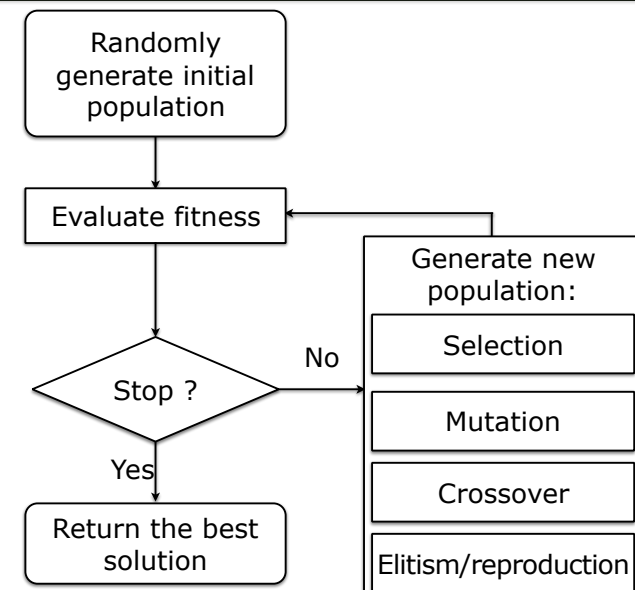 Randomly
generate initial
population
Evaluate fitness
Stop ?
No
Yes
Return the best
solution
Generate new
population:
Selection
Mutation
Crossover
Elitism/reproduction